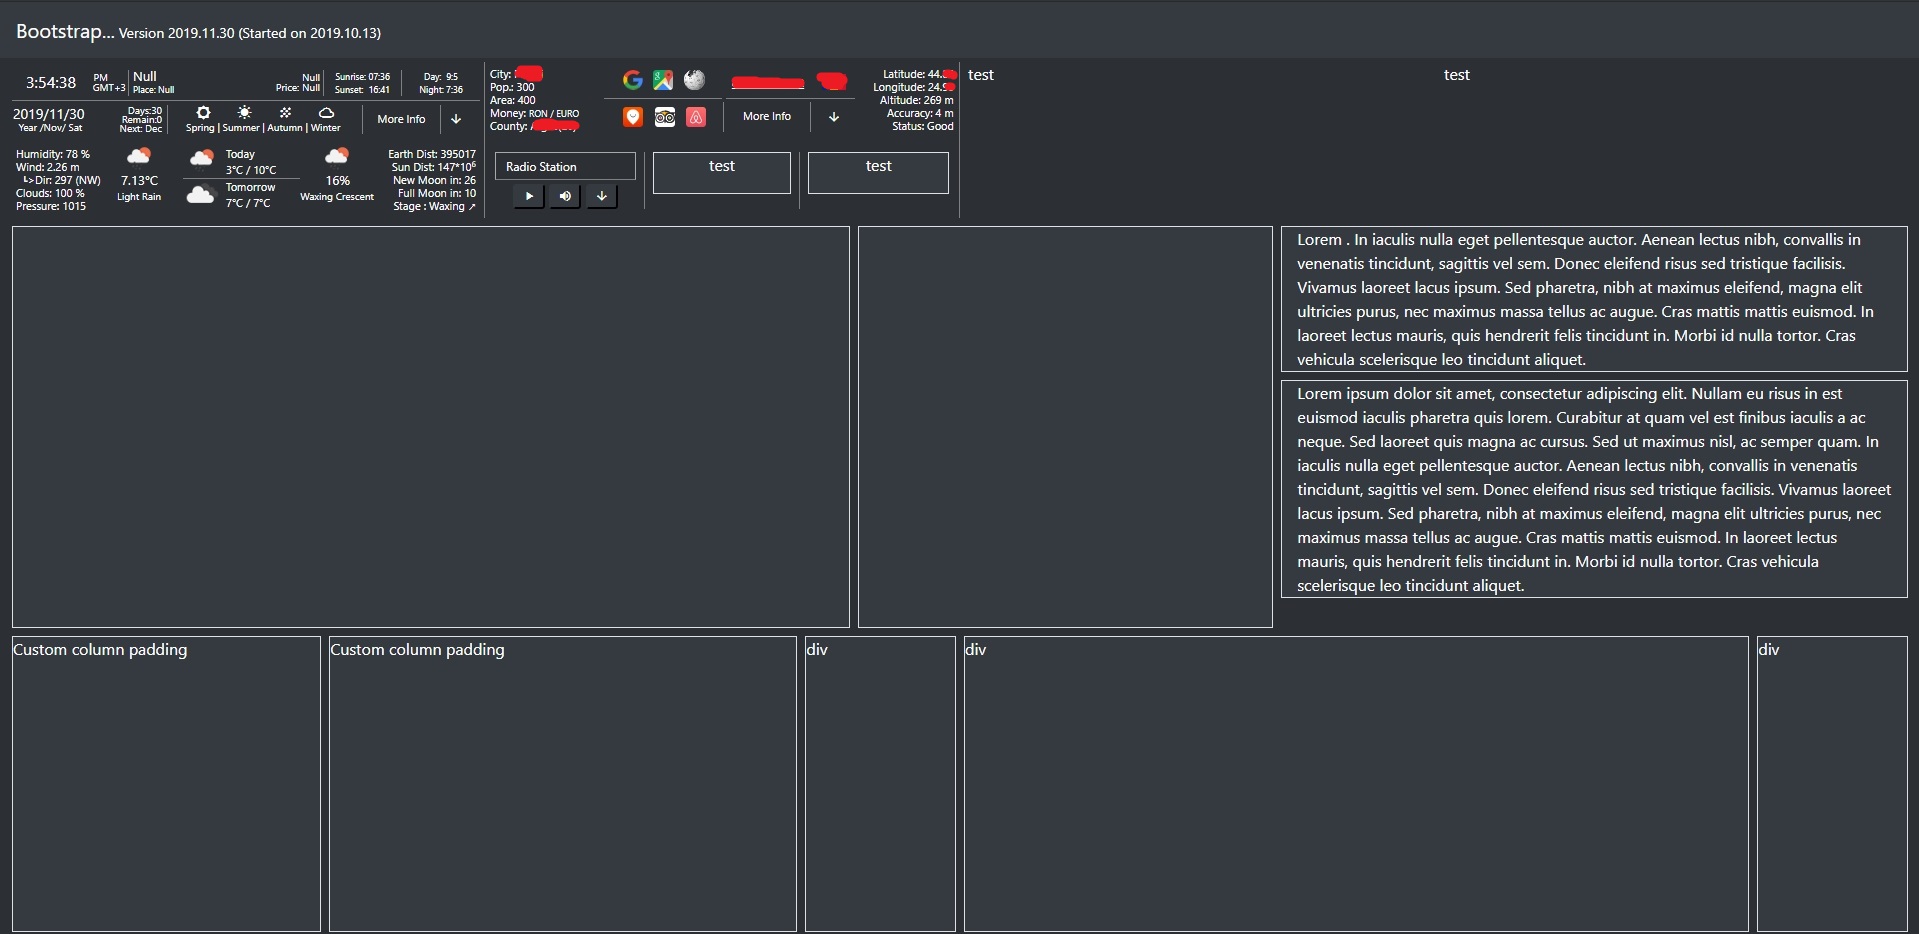 Bootstrap... Version 2019.11.30 (Started on 2019.10.13)
3:54:38
PM
GMT+3
Null
Place: Null
Null
Price: Null
Sunrise: 07:36
Sunset: 16:41
Day: 9:5
Night: 7:36
2019/11/30
Year /Nov/ Sat
Days:30
Remain:0
Next: Dec
Spring | Summer | Autumn | Winter
More Info
Humidity: 78 %
Wind: 2.26 m
↳Dir: 297 (NW)
Clouds: 100 %
Pressure: 1015
7.13°C
Light Rain
Today
3°C / 10°C
Tomorrow
7°C / 7°C
16%
Waxing Crescent
Earth Dist: 395017
Sun Dist: 147*10⁶
New Moon in: 26
Full Moon in: 10
Stage : Waxing ↗
City:
Pop.: 300
Area: 400
Money: RON / EURO
County:
More Info
Latitude: 44.
Longitude: 24.
Altitude: 269 m
Accuracy: 4 m
Status: Good
Radio Station
test
test
test
test
Lorem . In iaculis nulla eget pellentesque auctor. Aenean lectus nibh, convallis in
venenatis tincidunt, sagittis vel sem. Donec eleifend risus sed tristique facilisis.
Vivamus laoreet lacus ipsum. Sed pharetra, nibh at maximus eleifend, magna elit
ultricies purus, nec maximus massa tellus ac augue. Cras mattis mattis euismod. In
laoreet lectus mauris, quis hendrerit felis tincidunt in. Morbi id nulla tortor. Cras
vehicula scelerisque leo tincidunt aliquet.
Lorem ipsum dolor sit amet, consectetur adipiscing elit. Nullam eu risus in est
euismod iaculis pharetra quis lorem. Curabitur at quam vel est finibus iaculis a ac
neque. Sed laoreet quis magna ac cursus. Sed ut maximus nisl, ac semper quam. In
iaculis nulla eget pellentesque auctor. Aenean lectus nibh, convallis in venenatis
tincidunt, sagittis vel sem. Donec eleifend risus sed tristique facilisis. Vivamus laoreet
lacus ipsum. Sed pharetra, nibh at maximus eleifend, magna elit ultricies purus, nec
maximus massa tellus ac augue. Cras mattis mattis euismod. In laoreet lectus
mauris, quis hendrerit felis tincidunt in. Morbi id nulla tortor. Cras vehicula
scelerisque leo tincidunt aliquet.
Custom column padding
Custom column padding
div
div
div